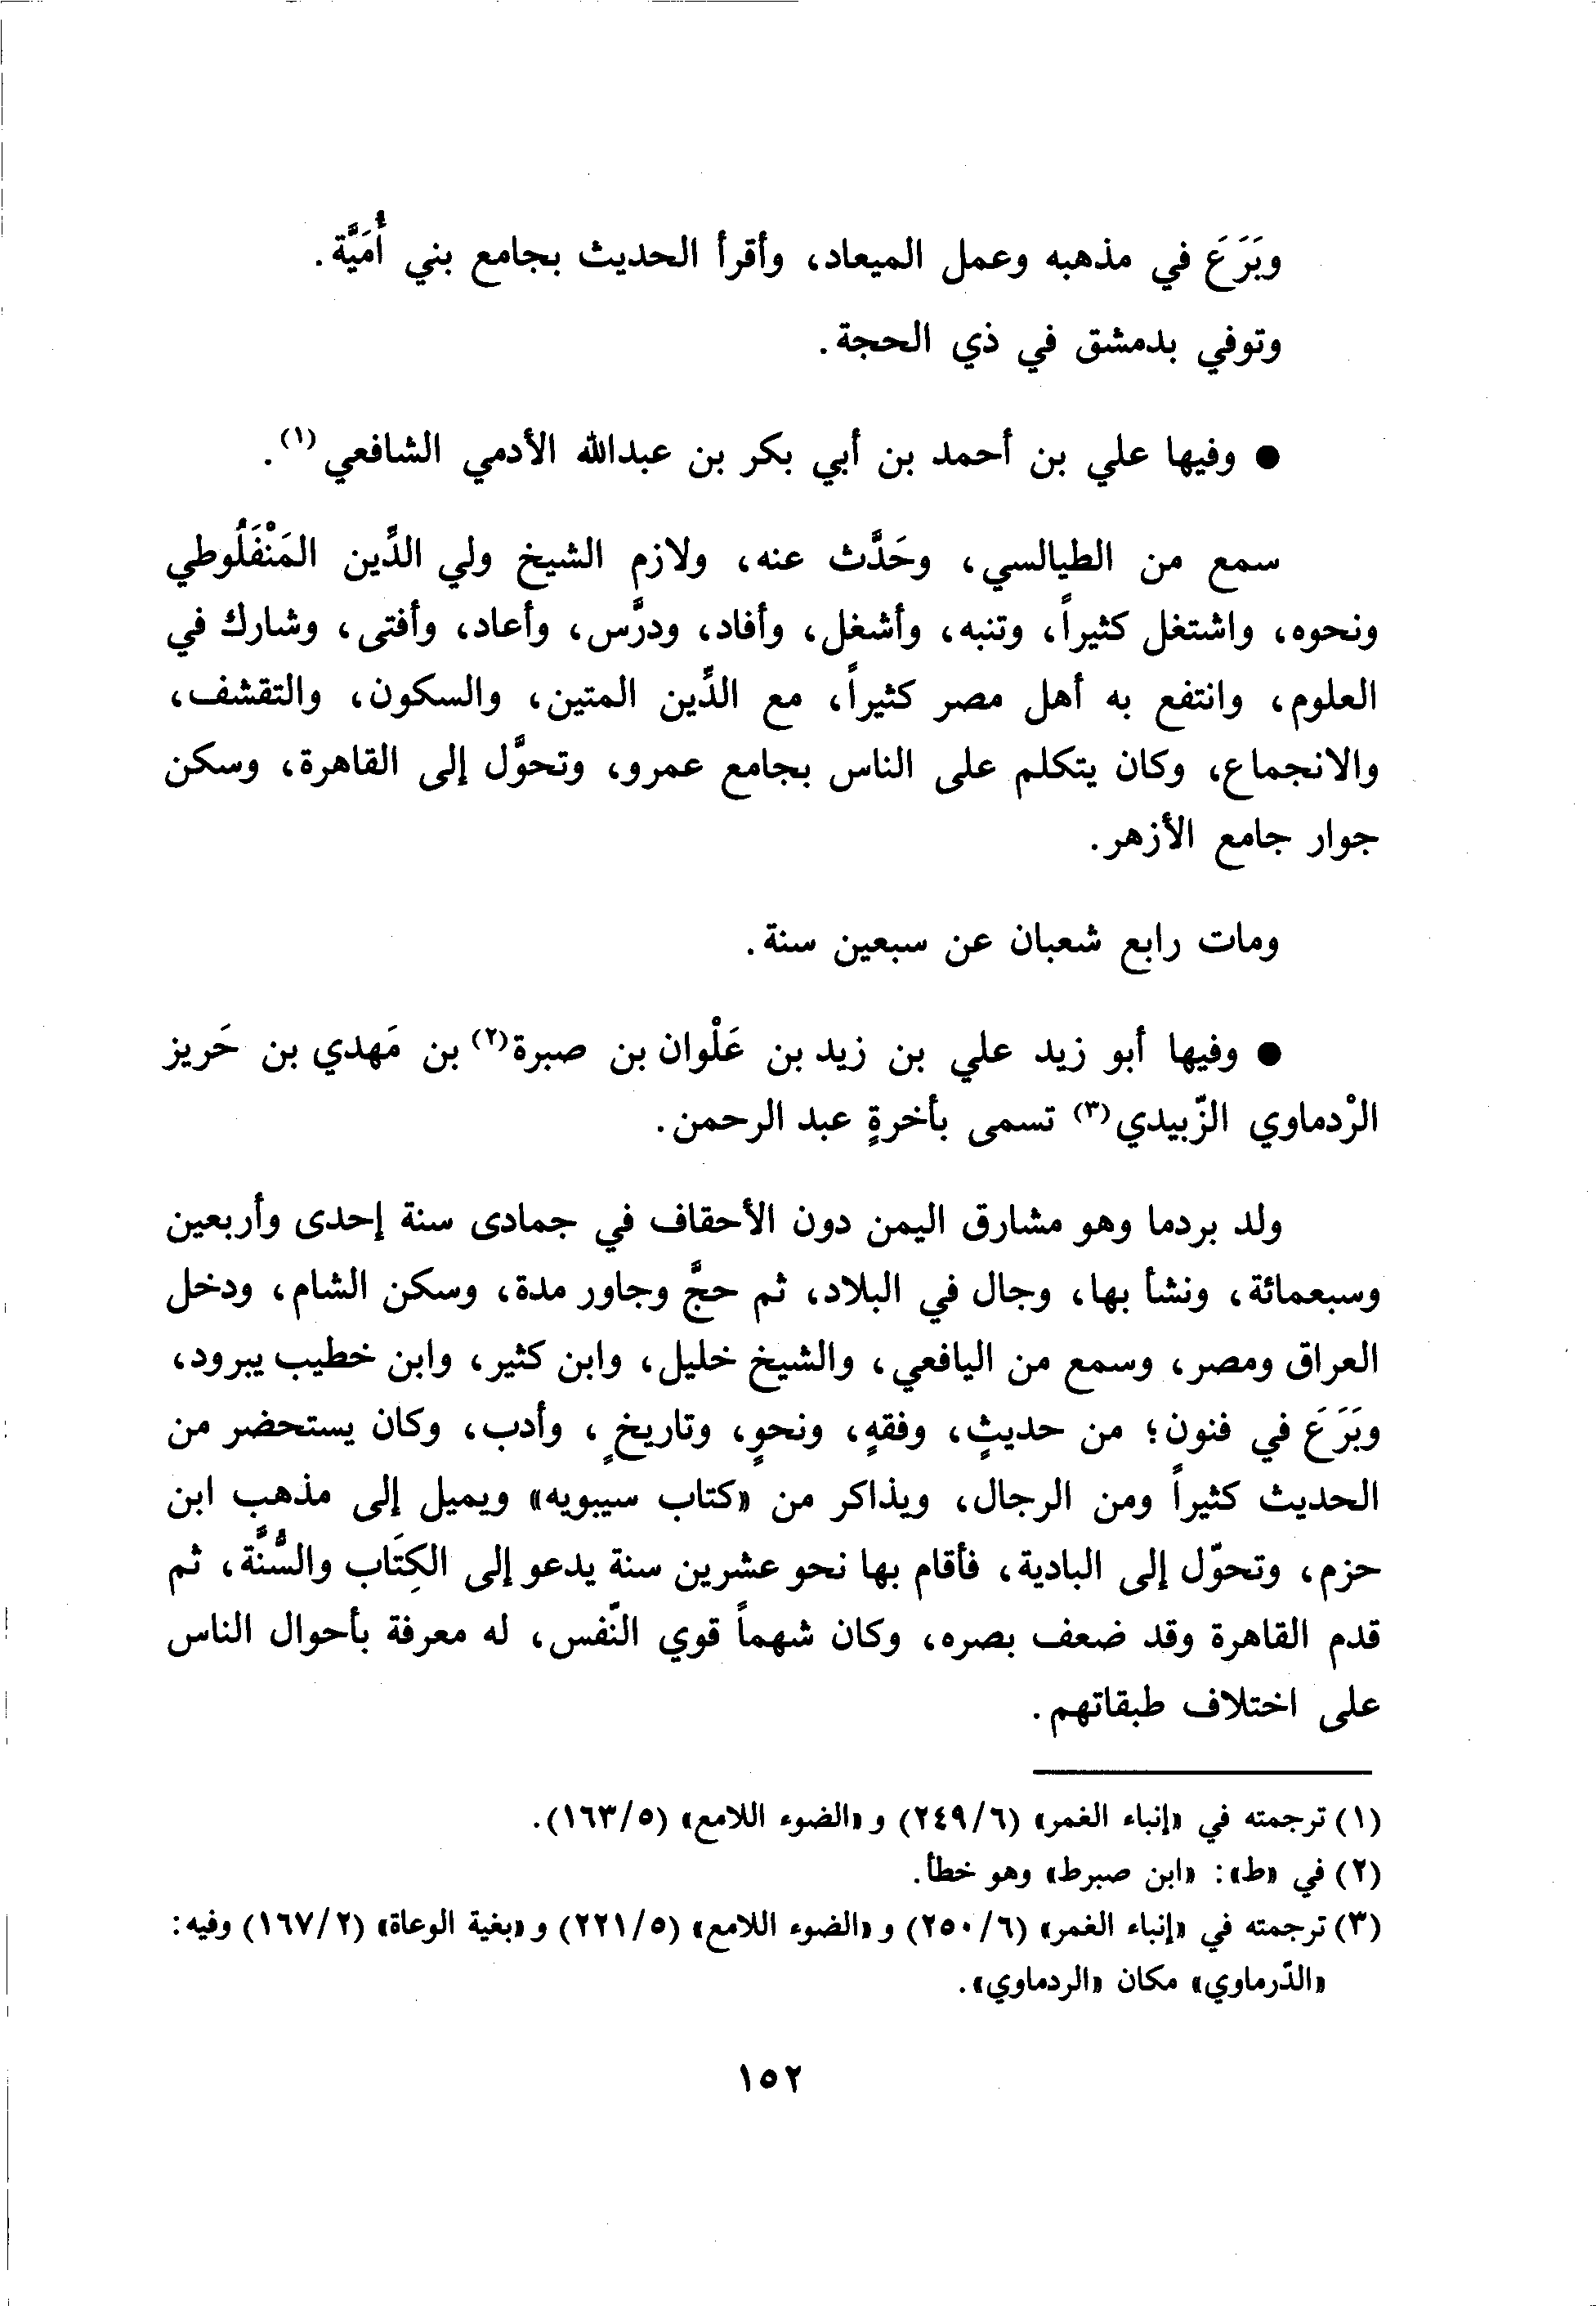 وبَرَعَ في مذهبه وعمل الميعاد، وأقرأ الحديث بجامع بني أُمَيَّة.
وتوفي بدمشق في ذي الحجة.
● وفيها علي بن أحمد بن أبي بكر بن عبدالله الأدمي الشافعي (١).
سمع من الطيالسي، وحَدَّث عنه، ولازم الشيخ ولي الدِّين المَنْفَلُوطي
ونحوه، واشتغل كثيراً، وتنبه، وأشغل، وأفاد، ودرَّس، وأعاد، وأفتى، وشارك في
العلوم، وانتفع به أهل مصر كثيراً، مع الدِّين المتين، والسكون، والتقشف،
والانجماع، وكان يتكلم على الناس بجامع عمرو، وتحوَّل إلى القاهرة، وسكن
جوار جامع الأزهر.
ومات رابع شعبان عن سبعين سنة.
● وفيها أبو زيد علي بن زيد بن عَلْوان بن صبرة(٢) بن مَهدي بن حَريز
الرْدماوي الزّبيدي(٣) تسمى بأخرةٍ عبد الرحمن.
ولد بردما وهو مشارق اليمن دون الأحقاف في جمادى سنة إحدى وأربعين
وسبعمائة، ونشأ بها، وجال في البلاد، ثم حجَّ وجاور مدة، وسكن الشام، ودخل
العراق ومصر، وسمع من اليافعي، والشيخ خليل، وابن كثير، وابن خطيب يبرود،
وبَرَعَ في فنون؛ من حديثٍ، وفقهٍ، ونحوٍ، وتاريخٍ، وأدب، وكان يستحضر من
الحديث كثيراً ومن الرجال، ويذاكر من «كتاب سيبويه» ويميل إلى مذهب ابن
حزم، وتحوّل إلى البادية، فأقام بها نحو عشرين سنة يدعو إلى الكِتَاب والسُّنَّة، ثم
قدم القاهرة وقد ضعف بصره، وكان شهماً قوي النّفس، له معرفة بأحوال الناس
على اختلاف طبقاتهم.
(١) ترجمته في «إنباء الغمر» (٢٤٩/٦) و «الضوء اللامع» (١٦٣/٥).
(٢) في «ط»: «ابن صبرط» وهو خطأ.
(٣) ترجمته في «إنباء الغمر» (٢٥٠/٦) و «الضوء اللامع» (٢٢١/٥) و «بغية الوعاة» (١٦٧/٢) وفيه:
«الدّرماوي» مكان «الردماوي».
١٥٢